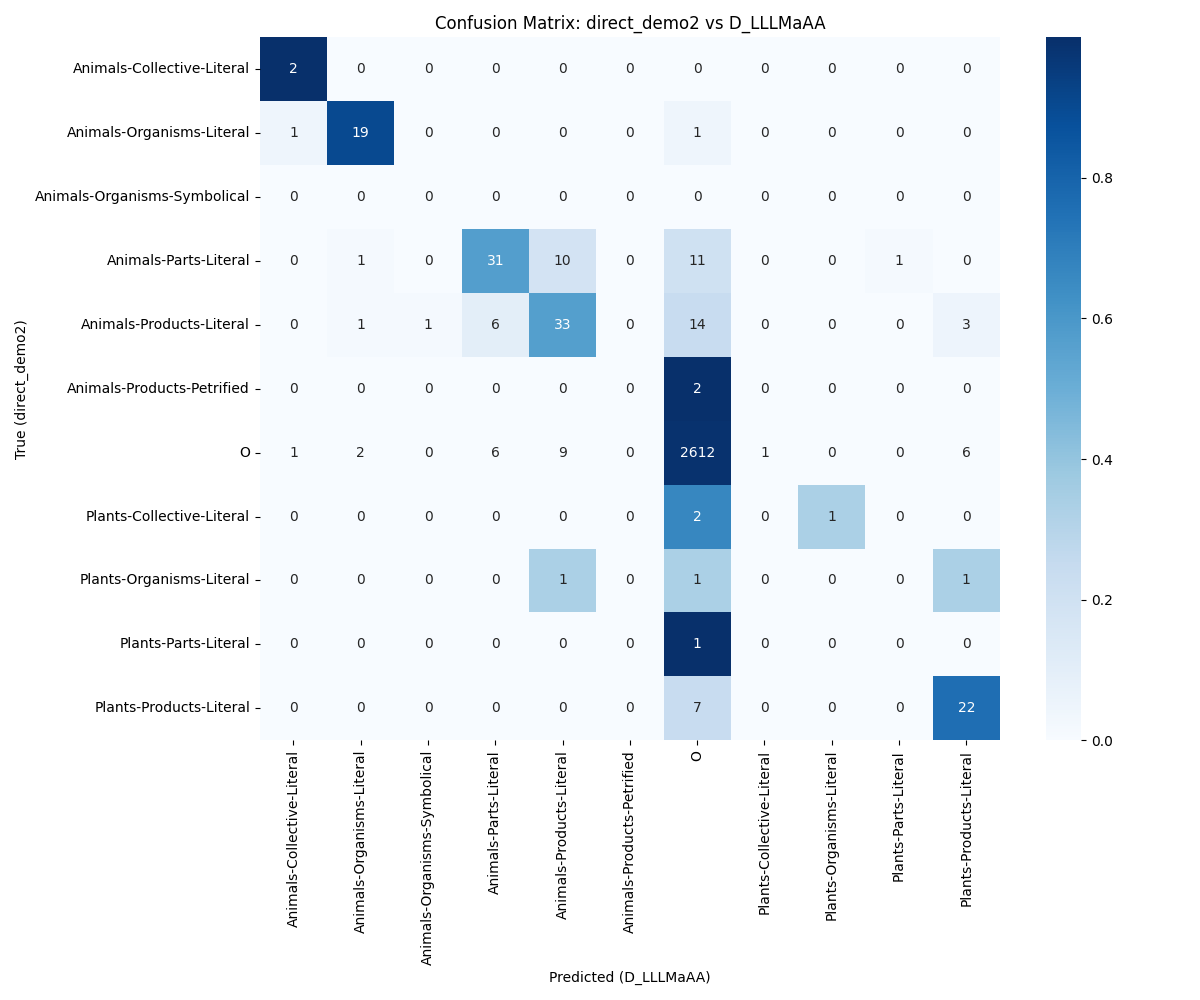 Confusion Matrix: direct_demo2 vs D_LLLMaAA
True (direct_demo2)
Animals-Collective-Literal 2 0 0 0 0 0 0 0 0 0 0
Animals-Organisms-Literal 1 19 0 0 0 0 1 0 0 0 0
Animals-Organisms-Symbolical 0 0 0 0 0 0 0 0 0 0 0
Animals-Parts-Literal 0 1 0 31 10 0 11 0 0 1 0
Animals-Products-Literal 0 1 1 6 33 0 14 0 0 0 3
Animals-Products-Petrified 0 0 0 0 0 0 2 0 0 0 0
O 1 2 0 6 9 0 2612 1 0 0 6
Plants-Collective-Literal 0 0 0 0 0 0 2 0 1 0 0
Plants-Organisms-Literal 0 0 0 0 1 0 1 0 0 0 1
Plants-Parts-Literal 0 0 0 0 0 0 1 0 0 0 0
Plants-Products-Literal 0 0 0 0 0 0 7 0 0 0 22
Animals-Collective-Literal
Animals-Organisms-Literal
Animals-Organisms-Symbolical
Animals-Parts-Literal
Animals-Products-Literal
Animals-Products-Petrified
O
Plants-Collective-Literal
Plants-Organisms-Literal
Plants-Parts-Literal
Plants-Products-Literal
Predicted (D_LLLMaAA)
0.8
0.6
0.4
0.2
0.0